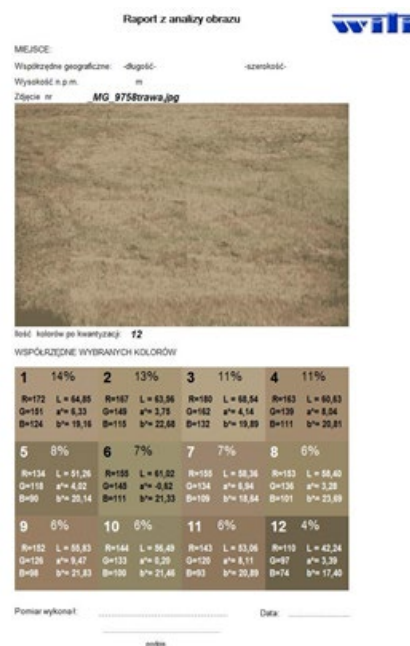 Raport z analizy obrazu
MIEJSCE:
Współrzędne geograficzne: -długość- -szerokość-
Wysokość n.p.m. m
Zdjęcie nr _MG_9758trawa.jpg
Ilość kolorów po kwantyzacji: 12
WSPÓŁRZĘDNE WYBRANYCH KOLORÓW
1 14% 2 13% 3 11% 4 11%
R=172 L = 64,85 R=167 L = 63,56 R=180 L = 68,54 R=163 L = 60,63
G=151 a*= 6,33 G=149 a*= 3,75 G=162 a*= 4,14 G=139 a*= 8,04
B=124 b*= 19,16 B=115 b*= 22,68 B=132 b*= 19,89 B=111 b*= 20,81
5 8% 6 7% 7 7% 8 6%
R=134 L = 51,26 R=155 L = 61,02 R=155 L = 58,36 R=153 L = 58,40
G=118 a*= 4,02 G=148 a*= -0,62 G=134 a*= 6,94 G=136 a*= 3,28
B=90 b*= 20,14 B=111 b*= 21,33 B=109 b*= 18,64 B=101 b*= 23,69
9 6% 10 6% 11 6% 12 4%
R=152 L = 55,83 R=144 L = 56,49 R=143 L = 53,06 R=110 L = 42,24
G=126 a*= 9,47 G=133 a*= 0,20 G=120 a*= 8,11 G=97 a*= 3,39
B=98 b*= 21,83 B=100 b*= 21,46 B=93 b*= 20,89 B=74 b*= 17,40
Pomiar wykonał: Data:
podpis